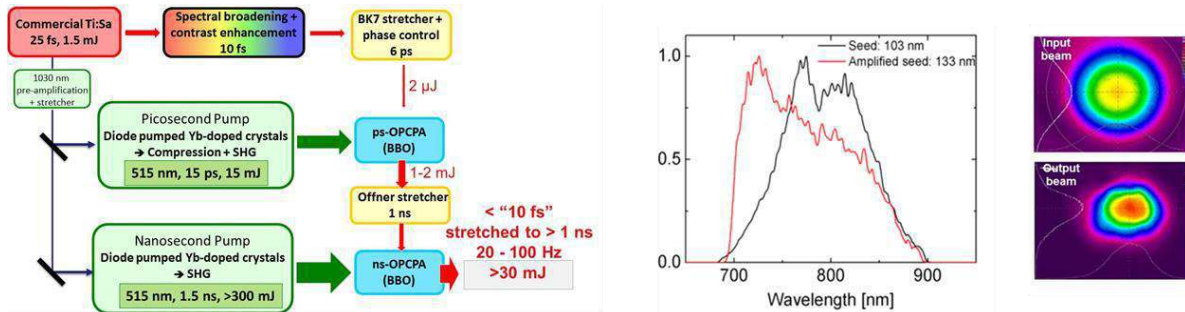 Commercial Ti:Sa
25 fs, 1.5 mJ
Spectral broadening +
contrast enhancement
10 fs
BK7 stretcher +
phase control
6 ps
1030 nm
pre-amplification
+ stretcher
2 µJ
Picosecond Pump
Diode pumped Yb-doped crystals
➔ Compression + SHG
515 nm, 15 ps, 15 mJ
ps-OPCPA
(BBO)
1-2 mJ
Offner stretcher
1 ns
Nanosecond Pump
Diode pumped Yb-doped crystals
➔ SHG
515 nm, 1.5 ns, >300 mJ
ns-OPCPA
(BBO)
< “10 fs”
stretched to > 1 ns
20 - 100 Hz
>30 mJ
Seed: 103 nm
Amplified seed: 133 nm
1.0
0.5
0.0
700
800
900
Wavelength [nm]
Input
beam
Output
beam